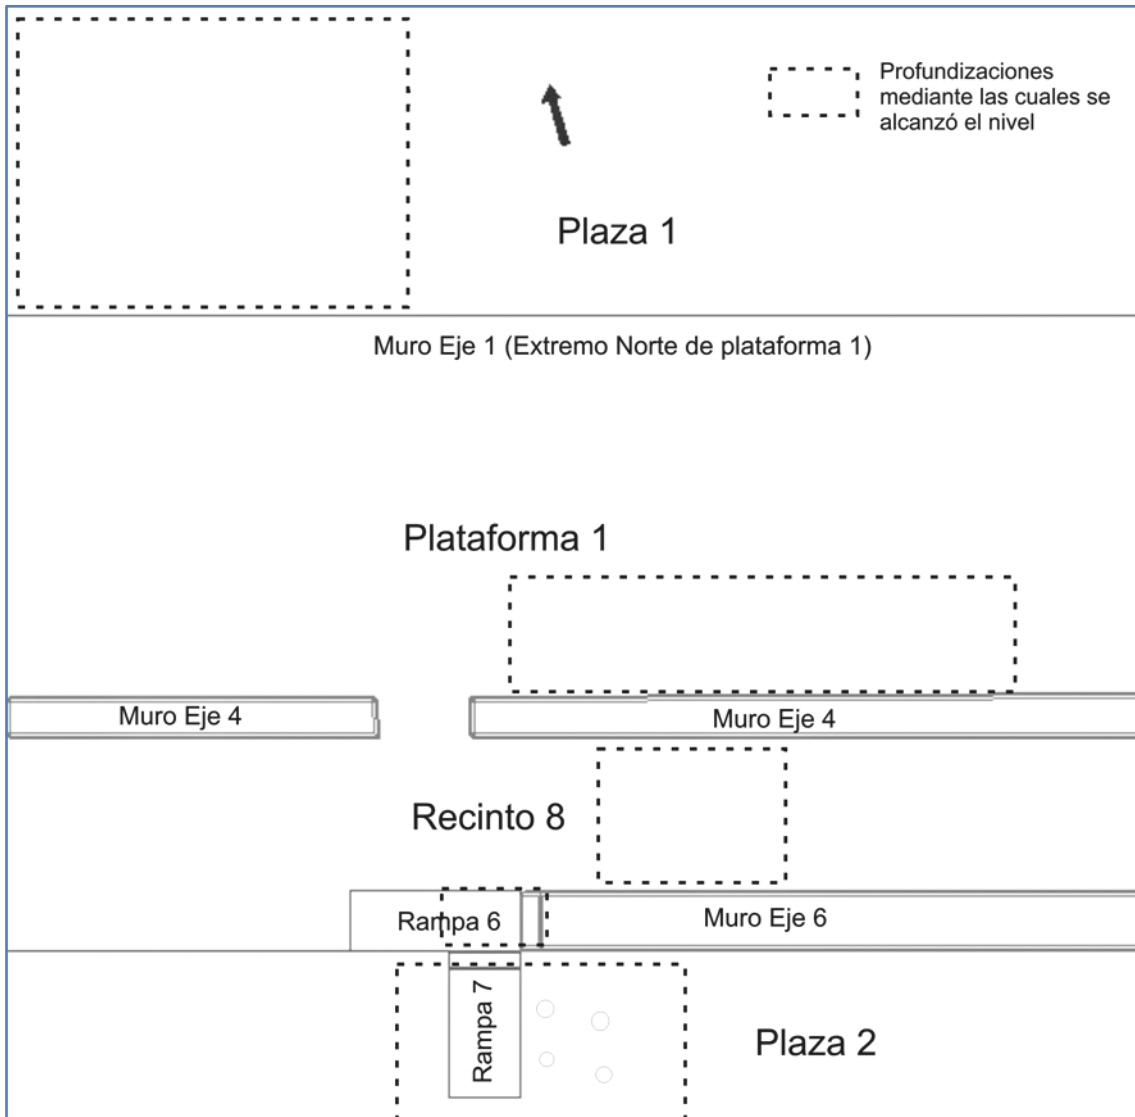 Profundizaciones
mediante las cuales se
alcanzó el nivel
Plaza 1
Muro Eje 1 (Extremo Norte de plataforma 1)
Plataforma 1
Muro Eje 4
Muro Eje 4
Recinto 8
Rampa 6
Muro Eje 6
Rampa 7
Plaza 2